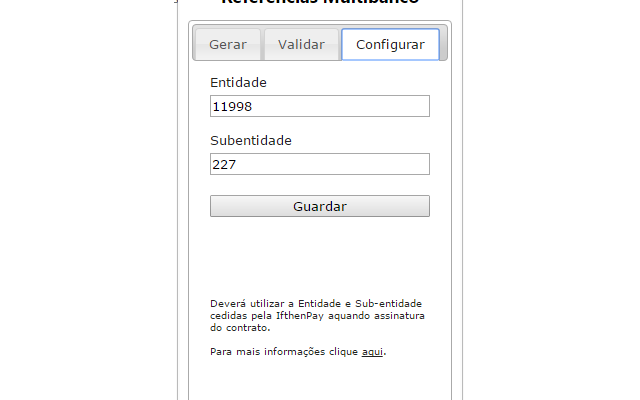 Referências Multibanco
Gerar Validar Configurar
Entidade
11998
Subentidade
227
Guardar
Deverá utilizar a Entidade e Sub-entidade
cedidas pela IfthenPay aquando assinatura
do contrato.
Para mais informações clique aqui.